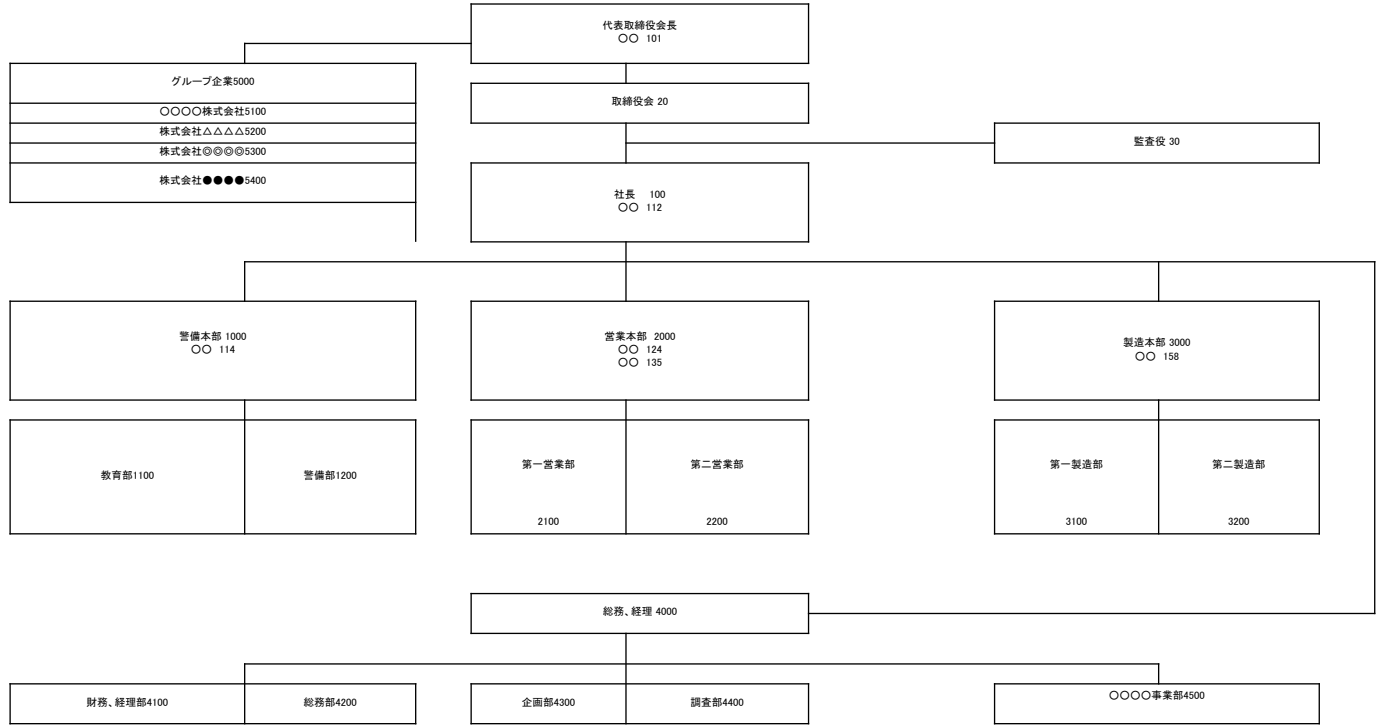 代表取締役会長
○○ 101
グループ企業5000
○○○○株式会社5100
株式会社△△△△5200
株式会社◎◎◎◎5300
株式会社●●●●5400
取締役会 20
監査役 30
社長 100
○○ 112
警備本部 1000
○○ 114
営業本部 2000
○○ 124
○○ 135
製造本部 3000
○○ 158
教育部1100
警備部1200
第一営業部
2100
第二営業部
2200
第一製造部
3100
第二製造部
3200
総務、経理 4000
財務、経理部4100
総務部4200
企画部4300
調査部4400
○○○○事業部4500